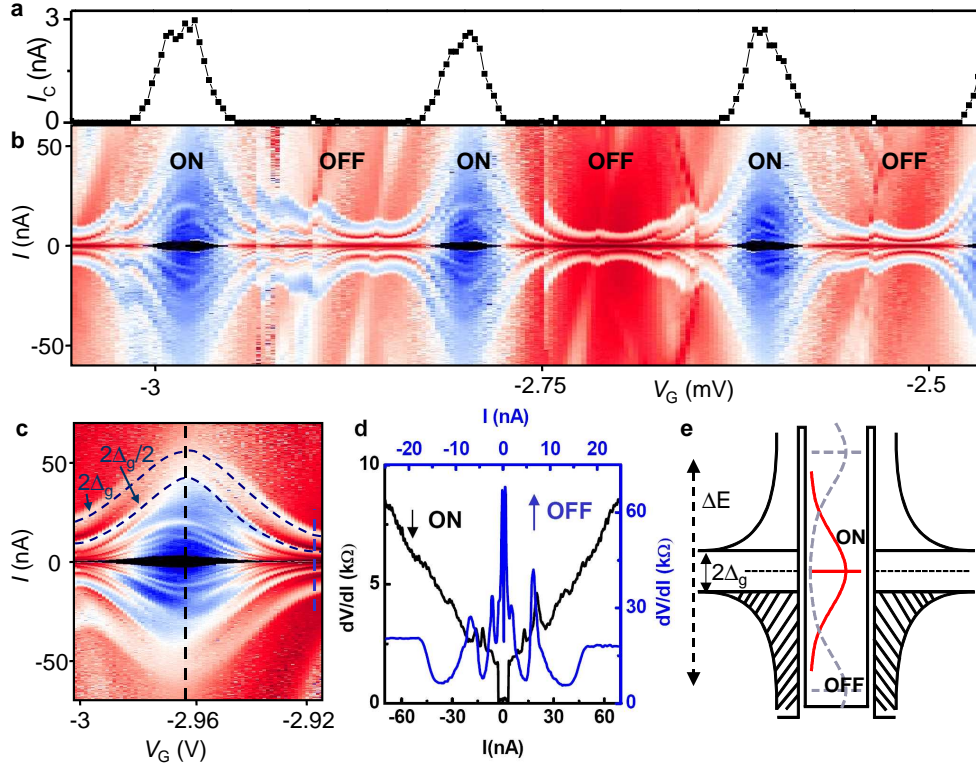 a
3
0
I_C (nA)
b
50
0
-50
I (nA)
ON OFF ON OFF ON OFF
-3 -2.75 -2.5
V_G (mV)
c
50
0
-50
I (nA)
2Δ_g
2Δ_g/2
-3 -2.96 -2.92
V_G (V)
d
I (nA)
-20 -10 0 10 20
10
5
0
dV/dI (kΩ)
ON OFF
60
30
0
dV/dI (kΩ)
-60 -30 0 30 60
I(nA)
e
ΔE
ON
2Δ_g
OFF